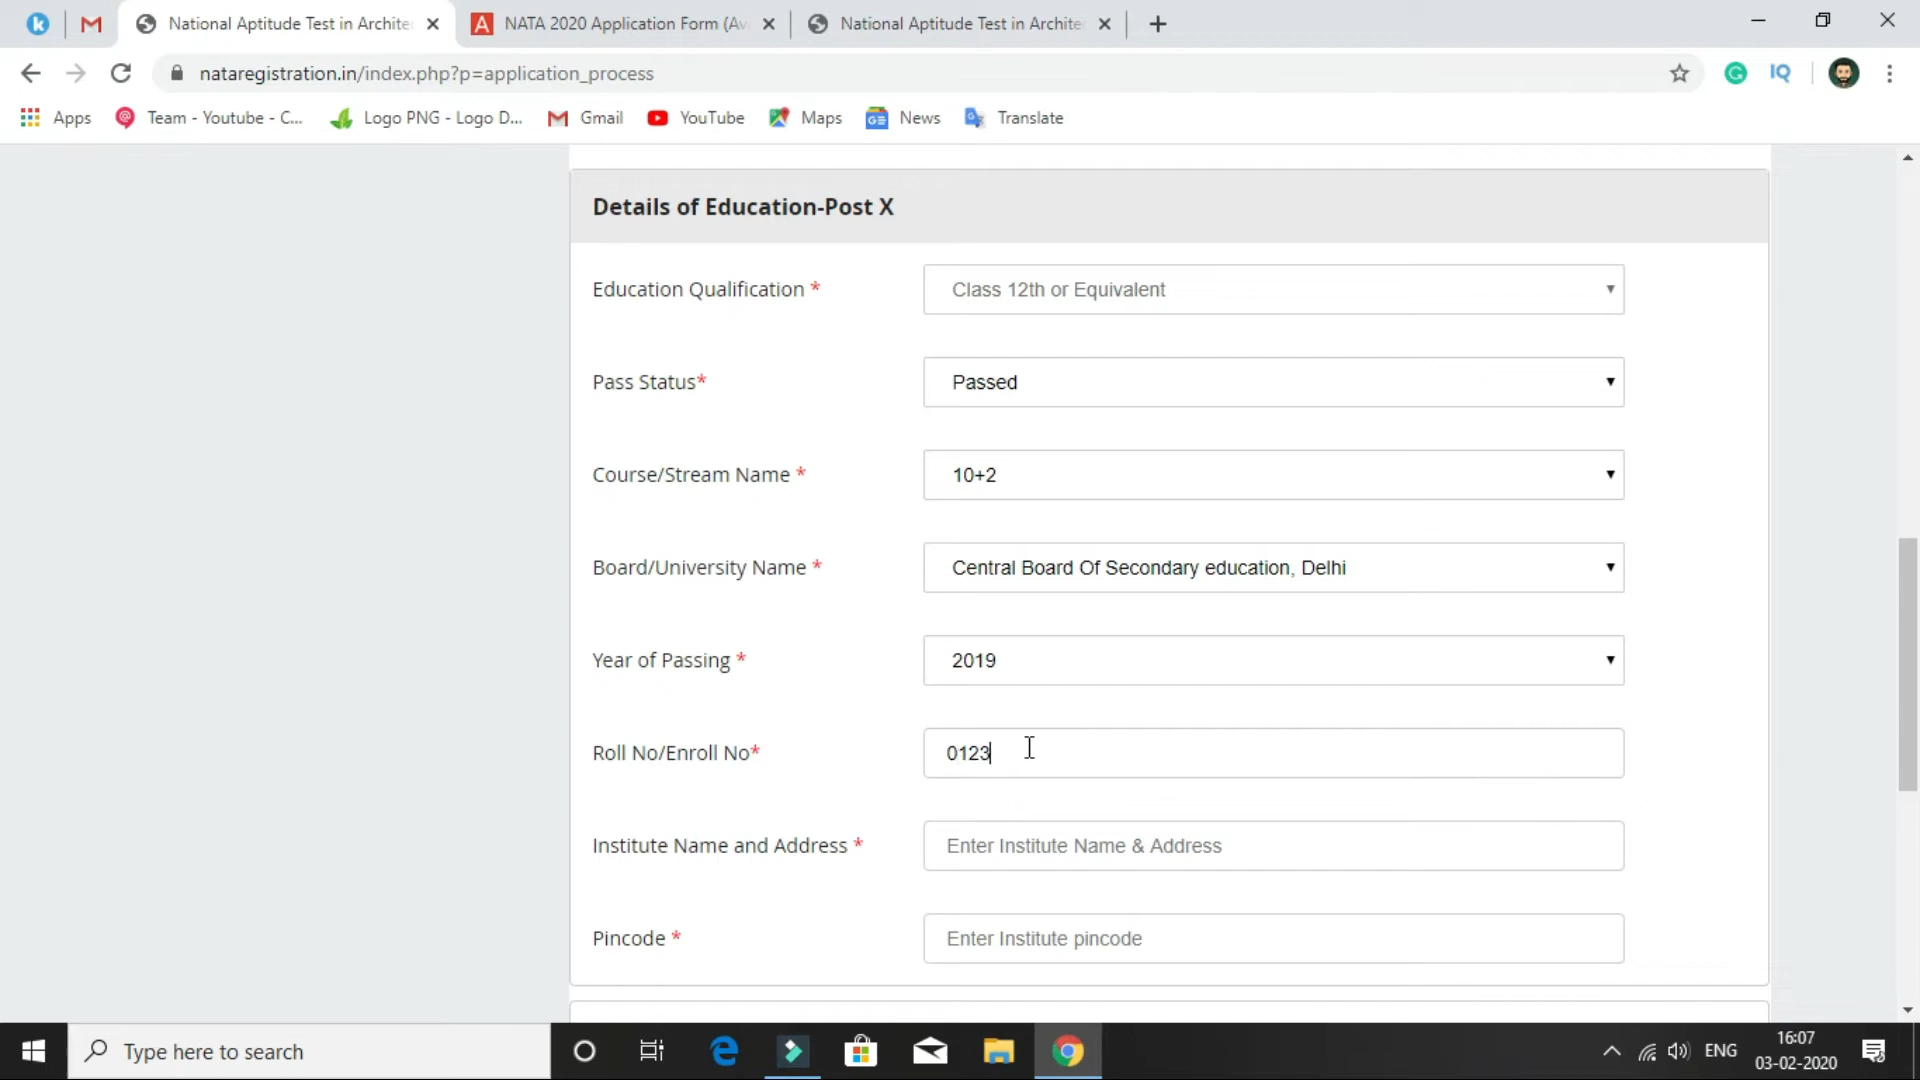 National Aptitude Test in Archite
NATA 2020 Application Form (Av
National Aptitude Test in Archite
nataregistration.in/index.php?p=application_process
Apps
Team - Youtube - C...
Logo PNG - Logo D...
Gmail
YouTube
Maps
News
Translate
Details of Education-Post X
Education Qualification *
Class 12th or Equivalent
Pass Status*
Passed
Course/Stream Name *
10+2
Board/University Name *
Central Board Of Secondary education, Delhi
Year of Passing *
2019
Roll No/Enroll No*
0123
Institute Name and Address *
Enter Institute Name & Address
Pincode *
Enter Institute pincode
Type here to search
ENG
16:07
03-02-2020